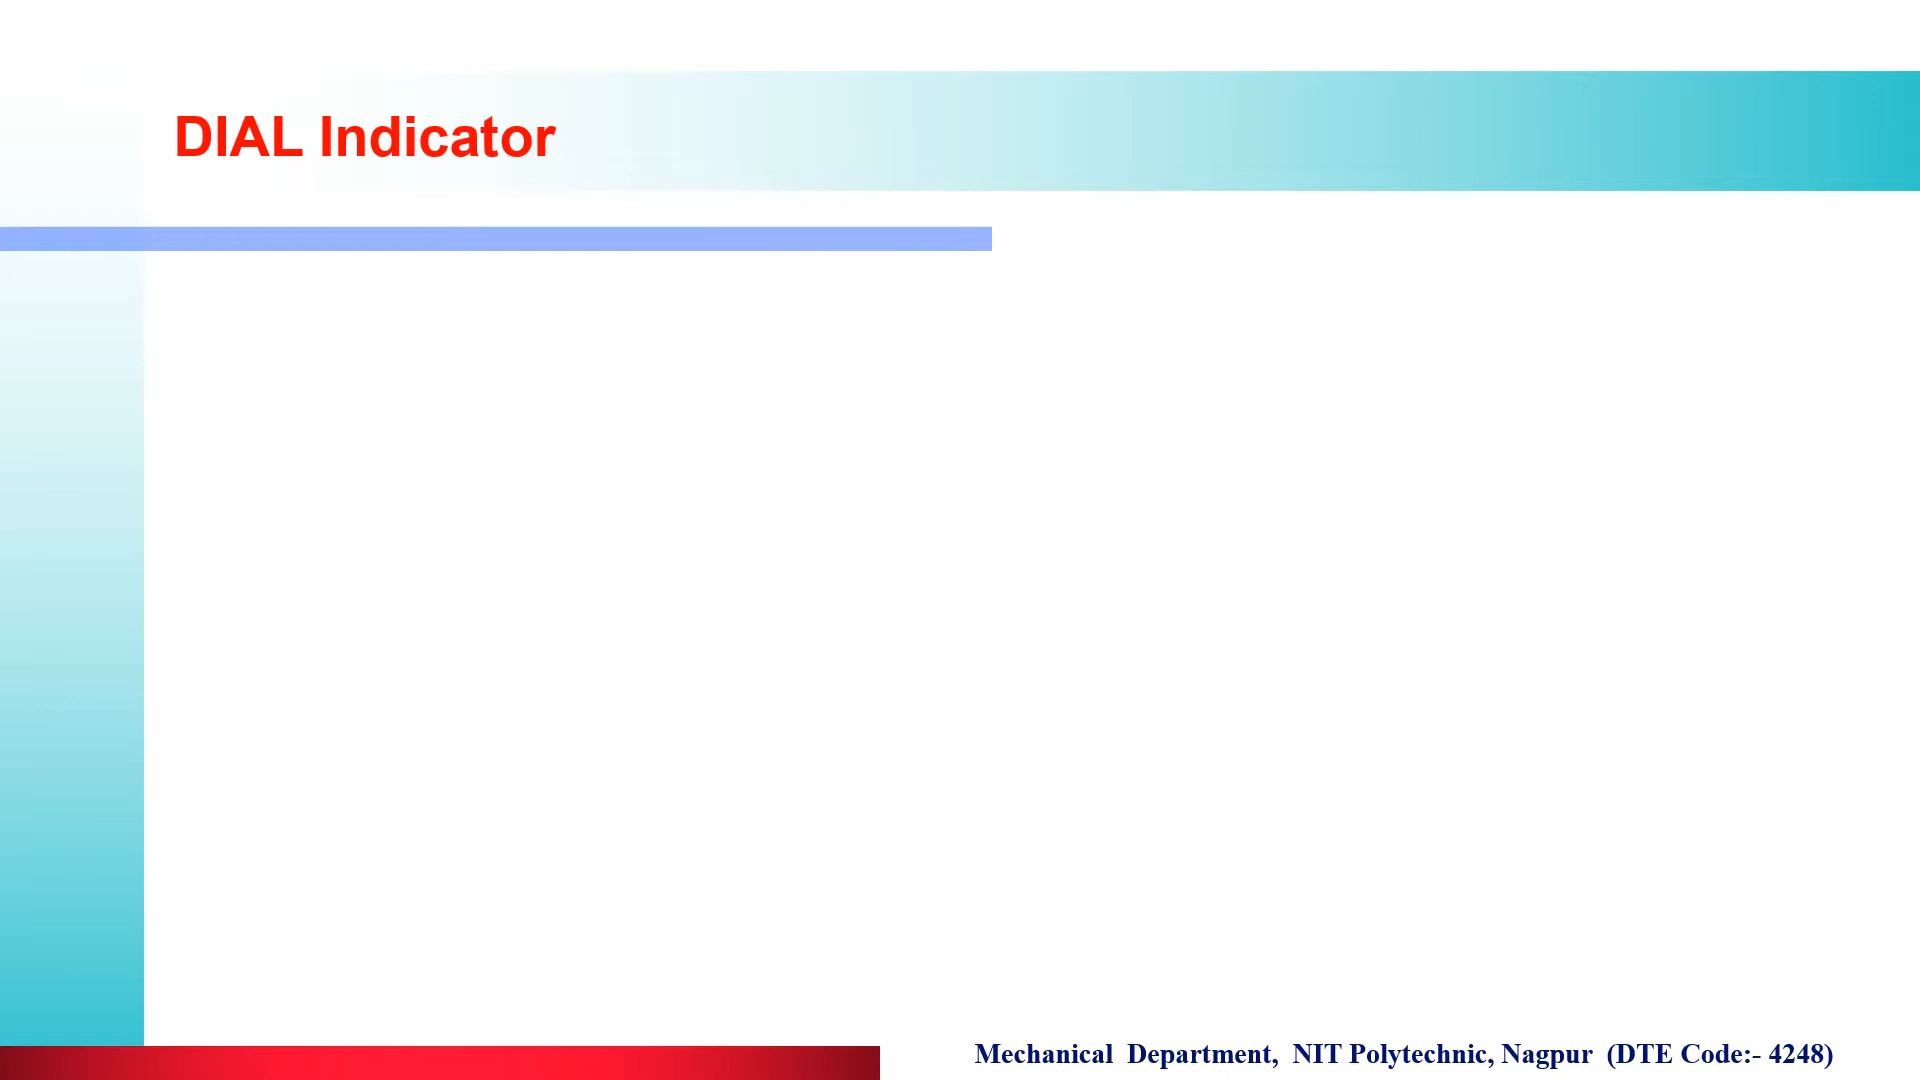 DIAL Indicator
Mechanical Department, NIT Polytechnic, Nagpur (DTE Code:- 4248)